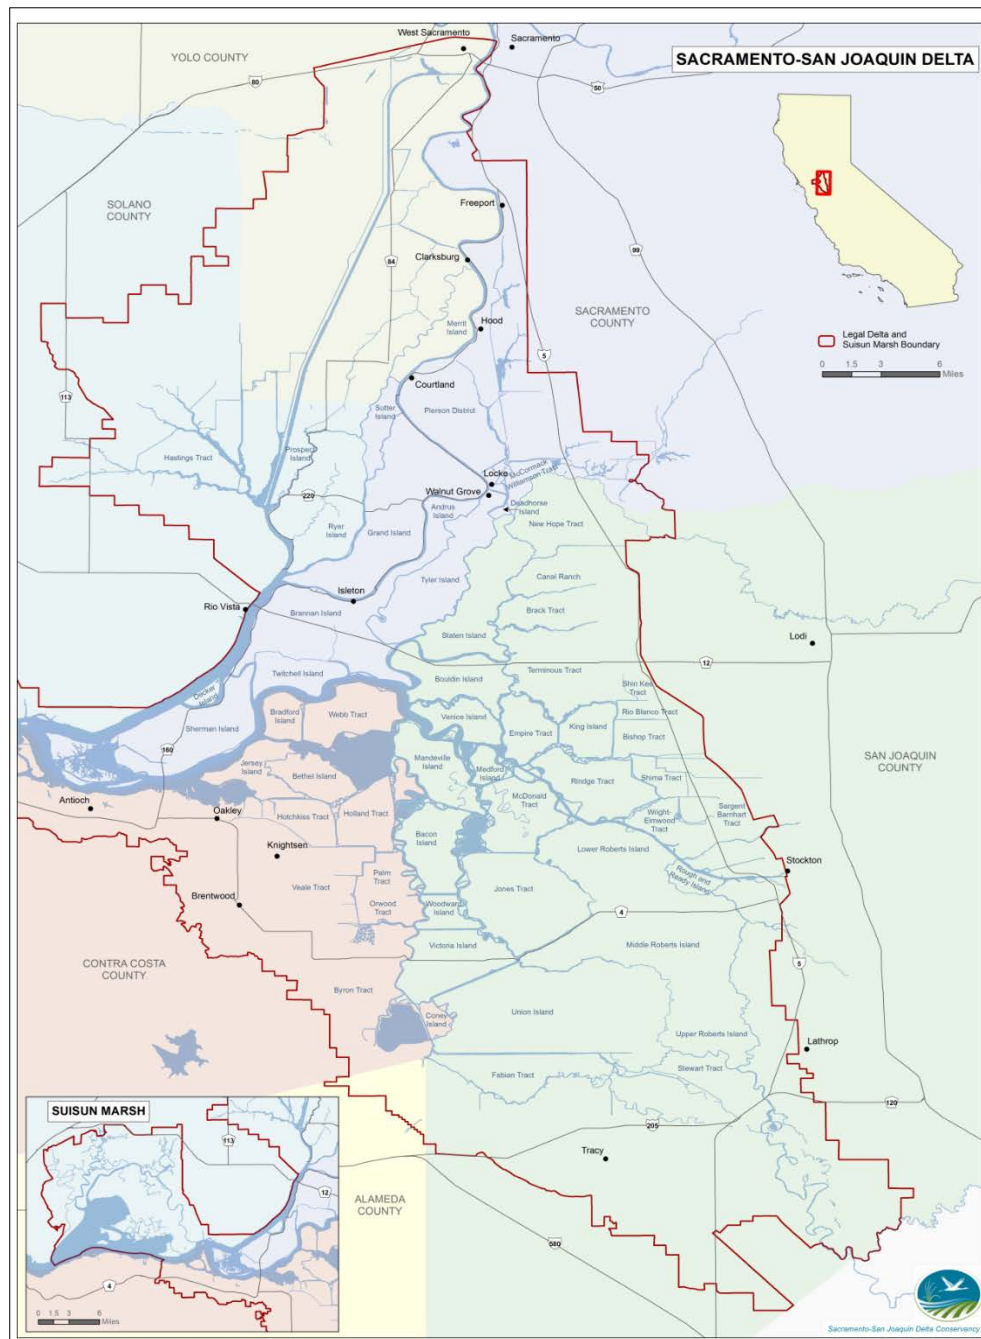 West Sacramento
Sacramento
YOLO COUNTY
SACRAMENTO-SAN JOAQUIN DELTA
80
50
SOLANO
COUNTY
Freeport
99
Clarksburg
84
SACRAMENTO
COUNTY
Merritt
Island
Hood
Legal Delta and
Suisun Marsh Boundary
0 1.5 3 6
Miles
5
Courtland
113
Sutter
Island
Pierson District
Hastings Tract
Prospect
Island
Locke
McCormack
Williamson Tract
Walnut Grove
220
Andrus
Island
Deadhorse
Island
Ryer
Island
Grand Island
New Hope Tract
Canal Ranch
Tyler Island
Isleton
Rio Vista
Brannan Island
Brack Tract
Staten Island
Lodi
12
Twitchell Island
Bouldin Island
Terminous Tract
Shin Kee
Tract
Decker
Island
Bradford
Island
Webb Tract
Venice Island
Rio Blanco Tract
Sherman Island
Empire Tract
King Island
Bishop Tract
160
Mandeville
Island
SAN JOAQUIN
COUNTY
Jersey
Island
Bethel Island
Medford
Island
Rindge Tract
Shima Tract
Antioch
Oakley
McDonald
Tract
Hotchkiss Tract
Holland Tract
Wright-
Elmwood
Tract
Sargent
Barnhart
Tract
Bacon
Island
Knightsen
Lower Roberts Island
Stockton
Palm
Tract
Rough and
Ready Island
Veale Tract
Jones Tract
Brentwood
Orwood
Tract
Woodward
Island
4
Victoria Island
Middle Roberts Island
CONTRA COSTA
COUNTY
5
Byron Tract
Coney
Island
Union Island
Upper Roberts Island
Lathrop
Fabian Tract
Stewart Tract
SUISUN MARSH
120
113
205
Tracy
12
ALAMEDA
COUNTY
580
4
0 1.5 3 6
Miles
Sacramento-San Joaquin Delta Conservancy